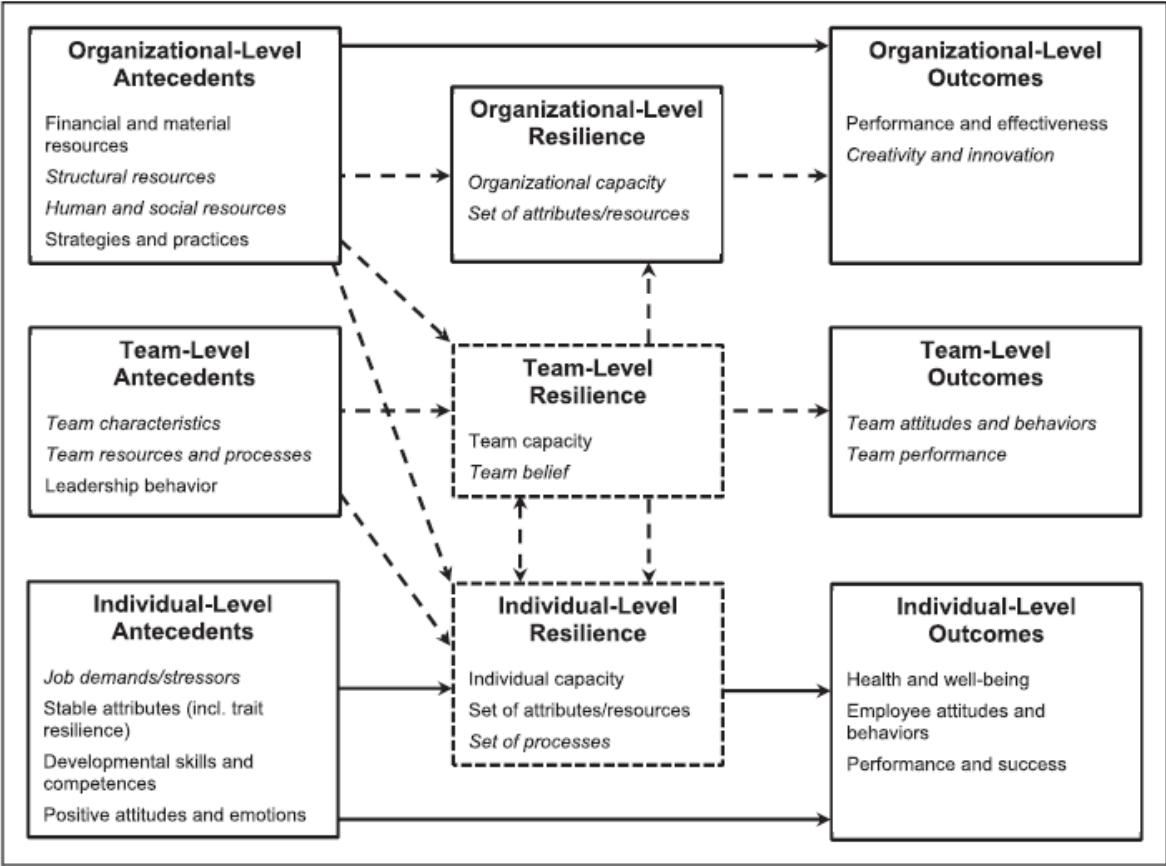 Organizational-Level
Antecedents
Financial and material
resources
Structural resources
Human and social resources
Strategies and practices
Organizational-Level
Resilience
Organizational capacity
Set of attributes/resources
Organizational-Level
Outcomes
Performance and effectiveness
Creativity and innovation
Team-Level
Antecedents
Team characteristics
Team resources and processes
Leadership behavior
Team-Level
Resilience
Team capacity
Team belief
Team-Level
Outcomes
Team attitudes and behaviors
Team performance
Individual-Level
Antecedents
Job demands/stressors
Stable attributes (incl. trait
resilience)
Developmental skills and
competences
Positive attitudes and emotions
Individual-Level
Resilience
Individual capacity
Set of attributes/resources
Set of processes
Individual-Level
Outcomes
Health and well-being
Employee attitudes and
behaviors
Performance and success